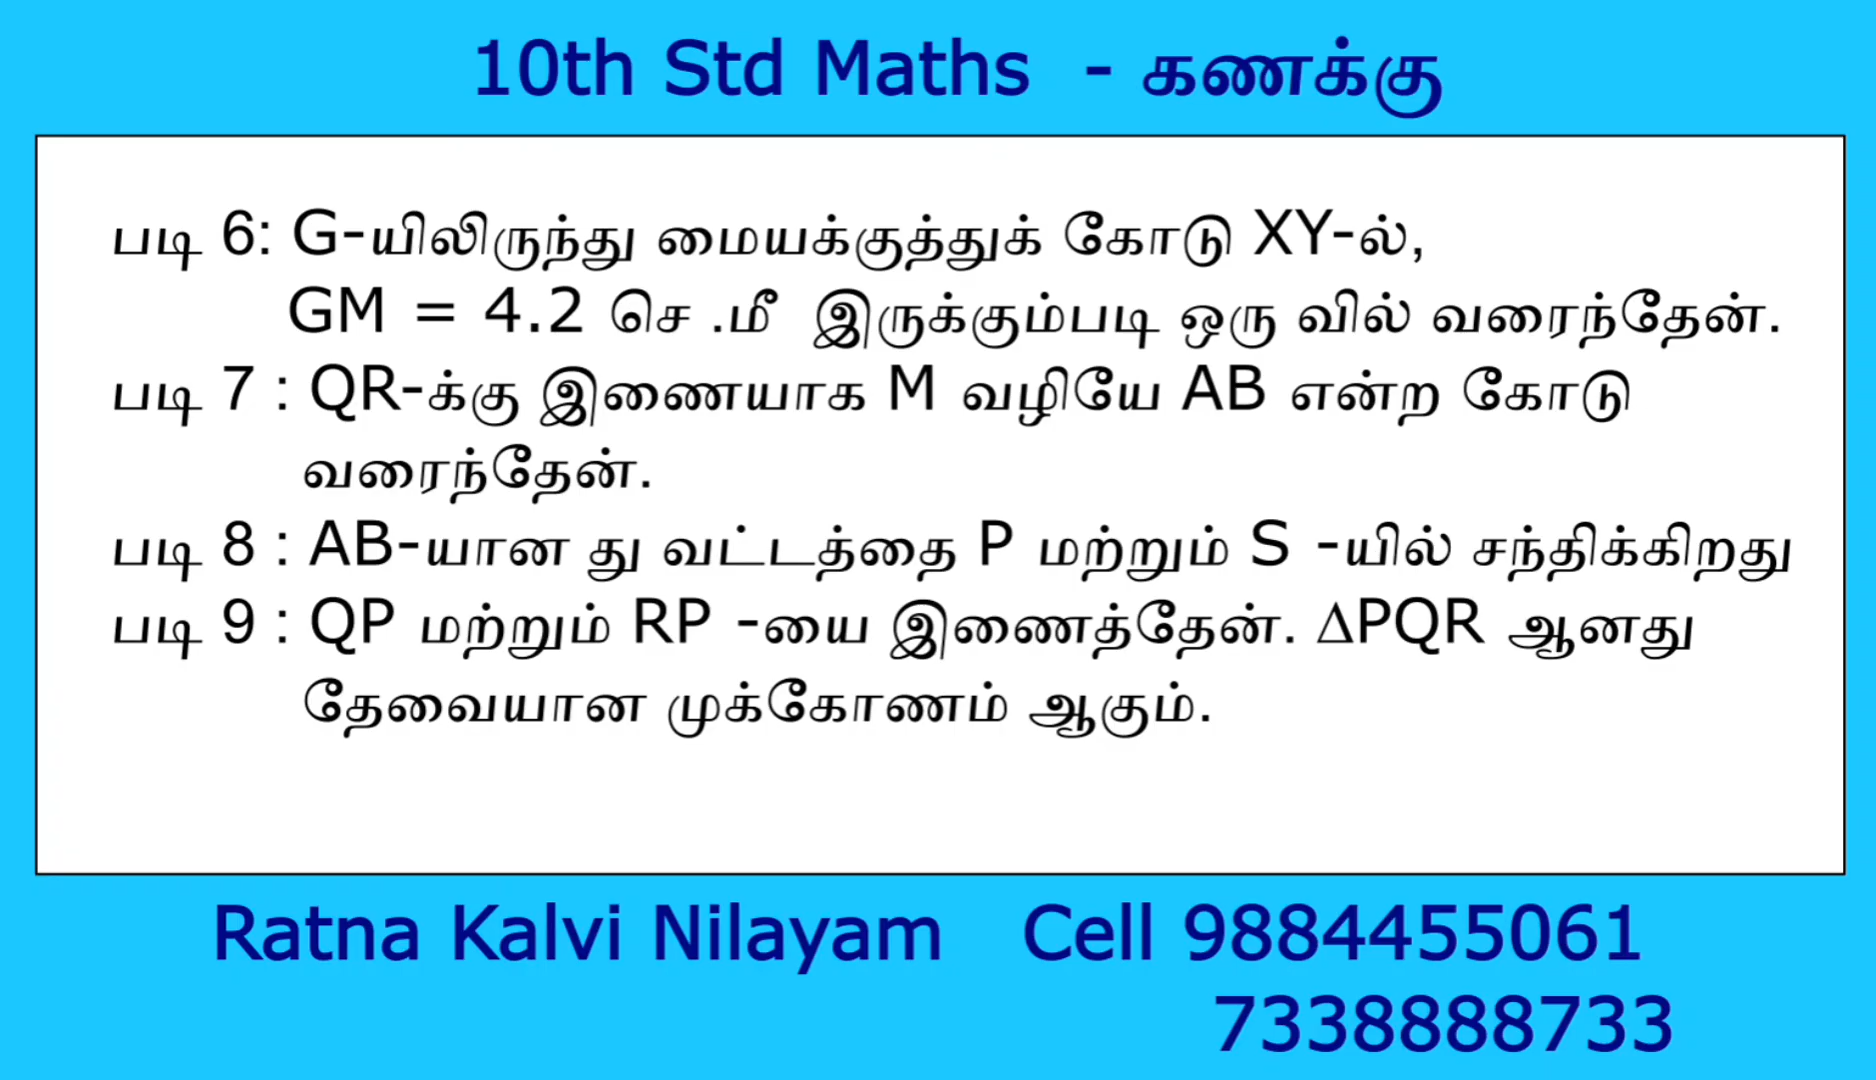 10th Std Maths - கணக்கு
படி 6: G-யிலிருந்து மையக்குத்துக் கோடு XY-ல்,
GM = 4.2 செ .மீ இருக்கும்படி ஒரு வில் வரைந்தேன்.
படி 7 : QR-க்கு இணையாக M வழியே AB என்ற கோடு
வரைந்தேன்.
படி 8 : AB-யான து வட்டத்தை P மற்றும் S -யில் சந்திக்கிறது
படி 9 : QP மற்றும் RP -யை இணைத்தேன். ∆PQR ஆனது
தேவையான முக்கோணம் ஆகும்.
Ratna Kalvi Nilayam Cell 9884455061
7338888733